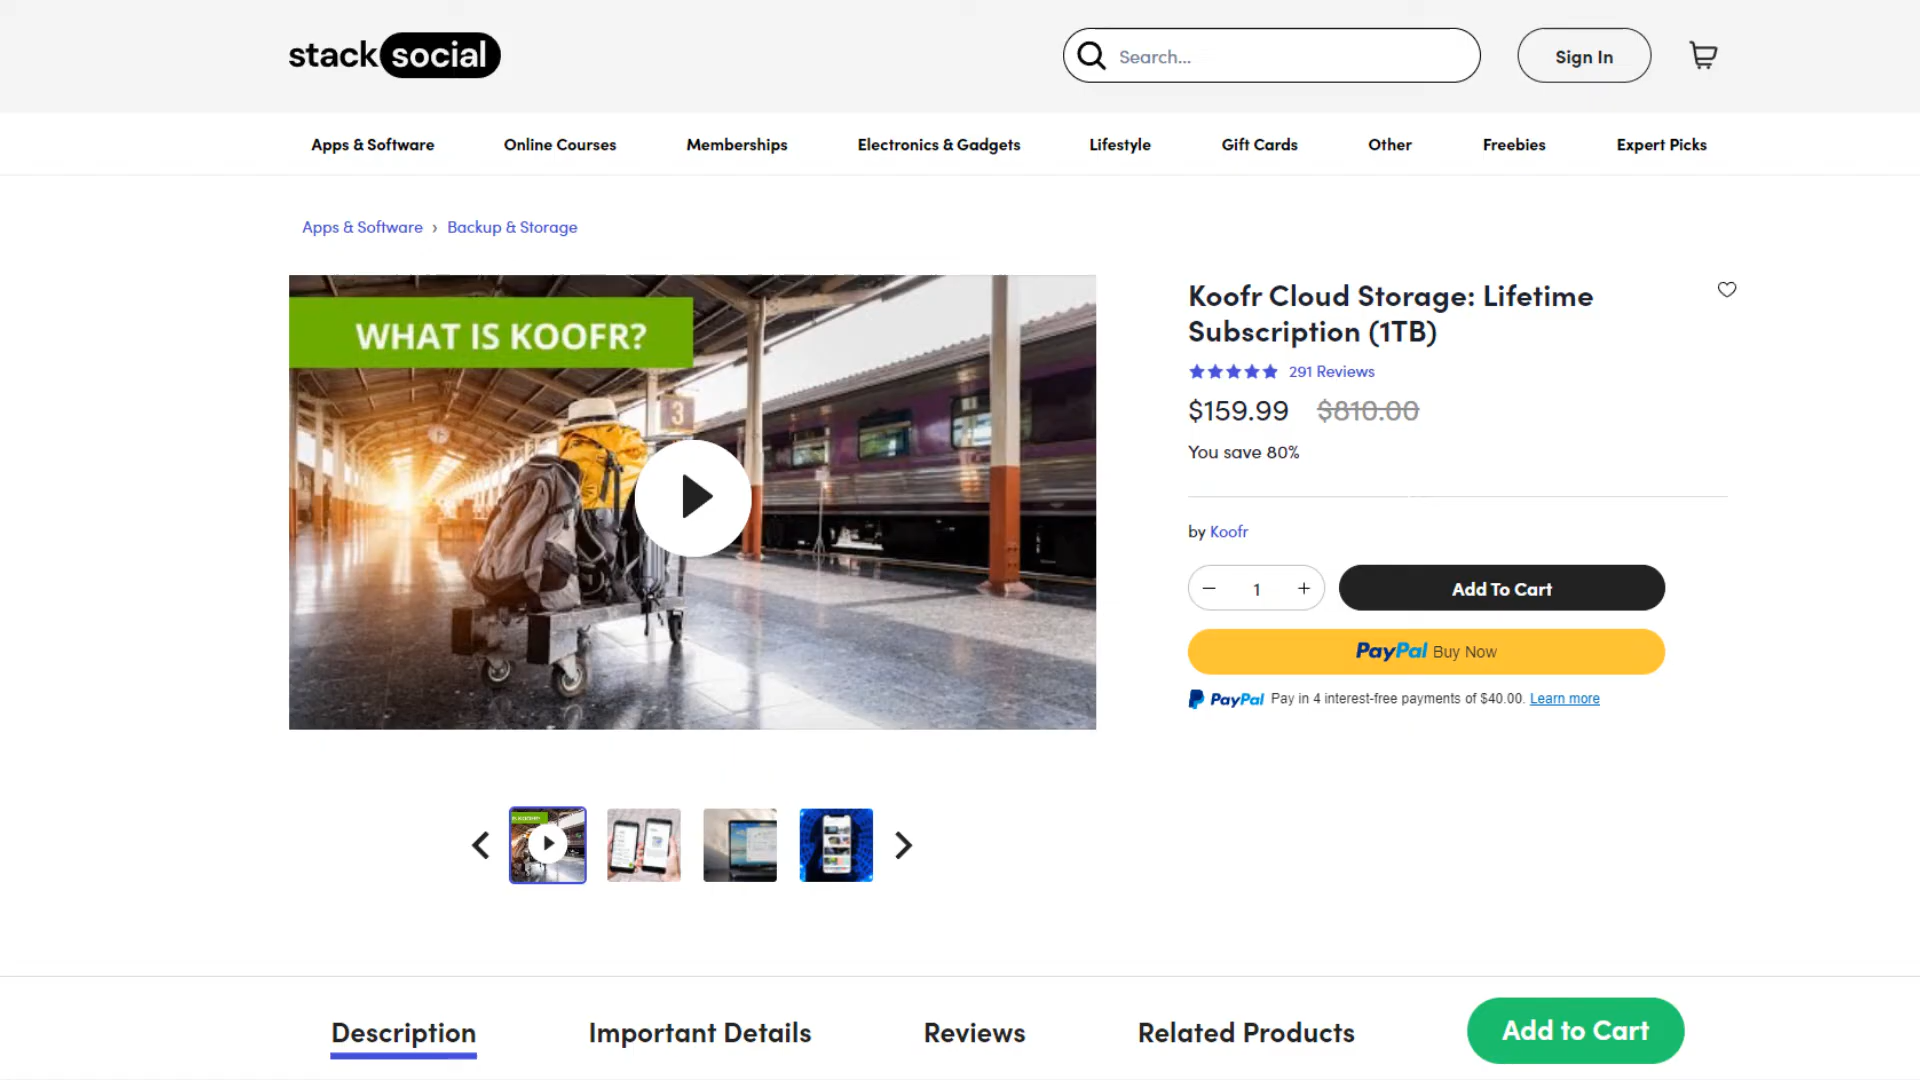 stack social
Search...
Sign In
Apps & Software
Online Courses
Memberships
Electronics & Gadgets
Lifestyle
Gift Cards
Other
Freebies
Expert Picks
Apps & Software › Backup & Storage
WHAT IS KOOFR?
3
Koofr Cloud Storage: Lifetime
Subscription (1TB)
291 Reviews
$159.99 $810.00
You save 80%
by Koofr
1
Add To Cart
PayPal Buy Now
PayPal Pay in 4 interest-free payments of $40.00. Learn more
Description
Important Details
Reviews
Related Products
Add to Cart